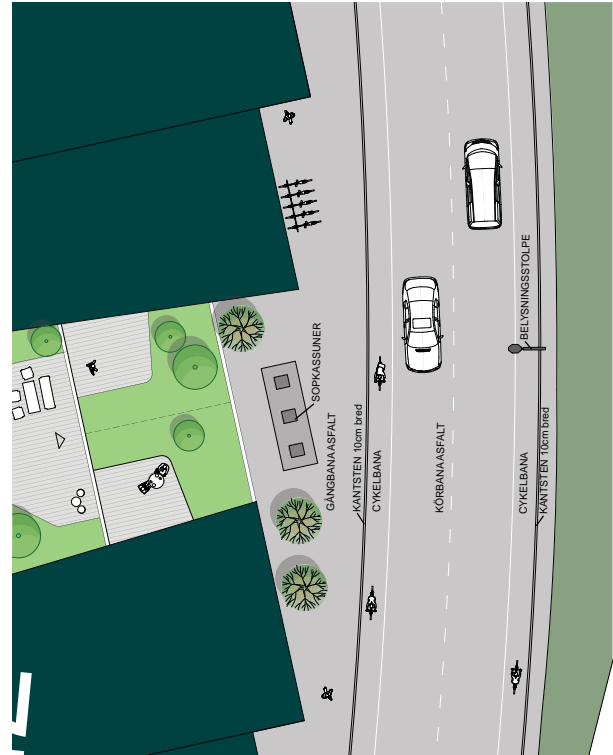 SOPKASSUNER
GÅNGBANA ASFALT
KANTSTEN 10cm bred
CYKELBANA
KÖRBANA ASFALT
BELYSNINGSSTOLPE
CYKELBANA
KANTSTEN 10cm bred